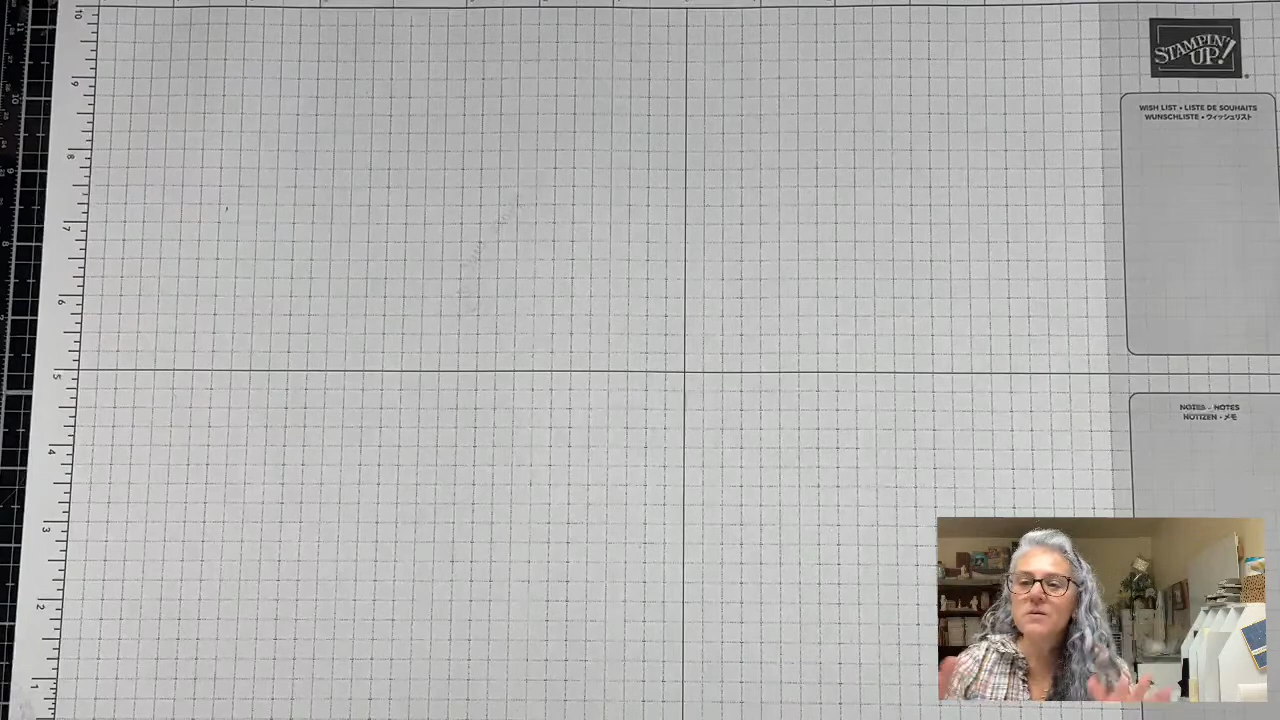 STAMPIN' UP!
WISH LIST • LISTE DE SOUHAITS
WUNSCHLISTE • ウィッシュリスト
NOTES • NOTES
NOTIZEN • メモ
10
9
8
7
6
5
4
3
2
1